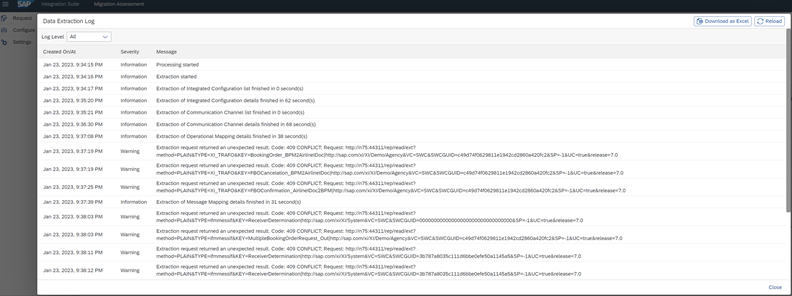 SAP Integration Suite Migration Assessment
Request
Configure
Settings
Data Extraction Log
Download as Excel
Reload
Log Level: All
Created On/At Severity Message
Jan 23, 2023, 9:34:15 PM Information Processing started
Jan 23, 2023, 9:34:16 PM Information Extraction started
Jan 23, 2023, 9:34:17 PM Information Extraction of Integrated Configuration list finished in 0 second(s)
Jan 23, 2023, 9:35:20 PM Information Extraction of Integrated Configuration details finished in 62 second(s)
Jan 23, 2023, 9:35:21 PM Information Extraction of Communication Channel list finished in 0 second(s)
Jan 23, 2023, 9:36:30 PM Information Extraction of Communication Channel details finished in 68 second(s)
Jan 23, 2023, 9:37:08 PM Information Extraction of Operational Mapping details finished in 38 second(s)
Jan 23, 2023, 9:37:19 PM Warning Extraction request returned an unexpected result. Code: 409 CONFLICT; Request: http://n75:44311/rep/read/ext?
method=PLAIN&TYPE=XI_TRAFO&KEY=BookingOrder_BPM2AirlineIDoc|http://sap.com/xi/XI/Demo/Agency&VC=SWC&SWCGUID=c49d74f0629811e1942cd2860a420fc2&SP=-1&UC=true&release=7.0
Jan 23, 2023, 9:37:19 PM Warning Extraction request returned an unexpected result. Code: 409 CONFLICT; Request: http://n75:44311/rep/read/ext?
method=PLAIN&TYPE=XI_TRAFO&KEY=FBOCancelation_BPM2AirlineIDoc|http://sap.com/xi/XI/Demo/Agency&VC=SWC&SWCGUID=c49d74f0629811e1942cd2860a420fc2&SP=-1&UC=true&release=7.0
Jan 23, 2023, 9:37:25 PM Warning Extraction request returned an unexpected result. Code: 409 CONFLICT; Request: http://n75:44311/rep/read/ext?
method=PLAIN&TYPE=XI_TRAFO&KEY=FBOConfirmation_AirlineIDoc2BPM|http://sap.com/xi/XI/Demo/Agency&VC=SWC&SWCGUID=c49d74f0629811e1942cd2860a420fc2&SP=-1&UC=true&release=7.0
Jan 23, 2023, 9:37:39 PM Information Extraction of Message Mapping details finished in 31 second(s)
Jan 23, 2023, 9:38:03 PM Warning Extraction request returned an unexpected result. Code: 409 CONFLICT; Request: http://n75:44311/rep/read/ext?
method=PLAIN&TYPE=ifmmessif&KEY=ReceiverDetermination|http://sap.com/xi/XI/System&VC=SWC&SWCGUID=00000000000000000000000000000000&SP=-1&UC=true&release=7.0
Jan 23, 2023, 9:38:03 PM Warning Extraction request returned an unexpected result. Code: 409 CONFLICT; Request: http://n75:44311/rep/read/ext?
method=PLAIN&TYPE=ifmmessif&KEY=MultipleBookingOrderRequest_Out|http://sap.com/xi/XI/Demo/Agency&VC=SWC&SWCGUID=c49d74f0629811e1942cd2860a420fc2&SP=-1&UC=true&release=7.0
Jan 23, 2023, 9:38:11 PM Warning Extraction request returned an unexpected result. Code: 409 CONFLICT; Request: http://n75:44311/rep/read/ext?
method=PLAIN&TYPE=ifmmessif&KEY=ReceiverDetermination|http://sap.com/xi/XI/System&VC=SWC&SWCGUID=3b787a8035c111d6bbe0efe50a1145a5&SP=-1&UC=true&release=7.0
Jan 23, 2023, 9:38:12 PM Warning Extraction request returned an unexpected result. Code: 409 CONFLICT; Request: http://n75:44311/rep/read/ext?
method=PLAIN&TYPE=ifmmessif&KEY=ReceiverDetermination|http://sap.com/xi/XI/System&VC=SWC&SWCGUID=3b787a8035c111d6bbe0efe50a1145a5&SP=-1&UC=true&release=7.0
Close